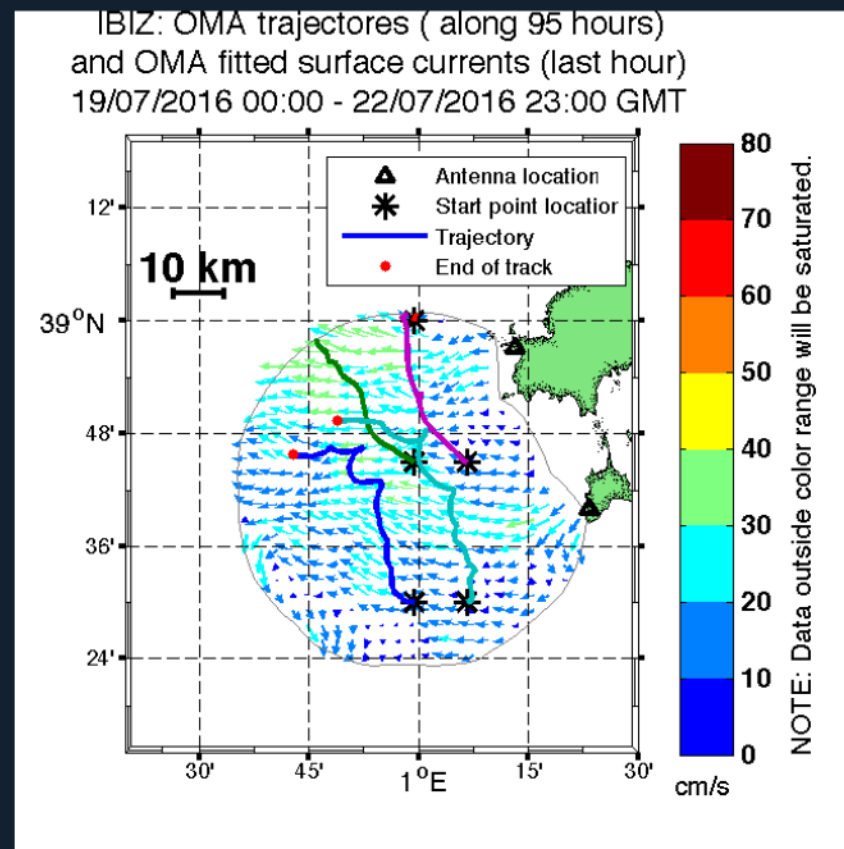 IBIZ: OMA trajectores ( along 95 hours)
and OMA fitted surface currents (last hour)
19/07/2016 00:00 - 22/07/2016 23:00 GMT
Antenna location
Start point location
Trajectory
End of track
10 km
12'
39°N
48'
36'
24'
30'
45'
1°E
15'
30'
80
70
60
50
40
30
20
10
0
cm/s
NOTE: Data outside color range will be saturated.